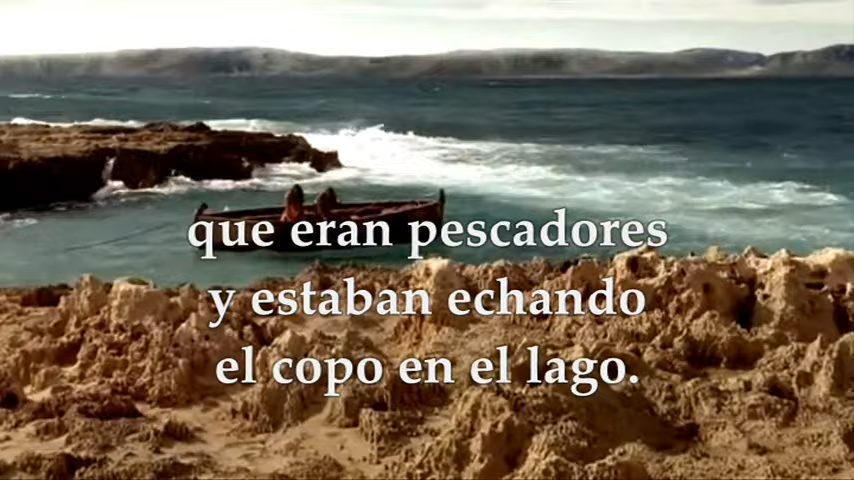 que eran pescadores
y estaban echando
el copo en el lago.